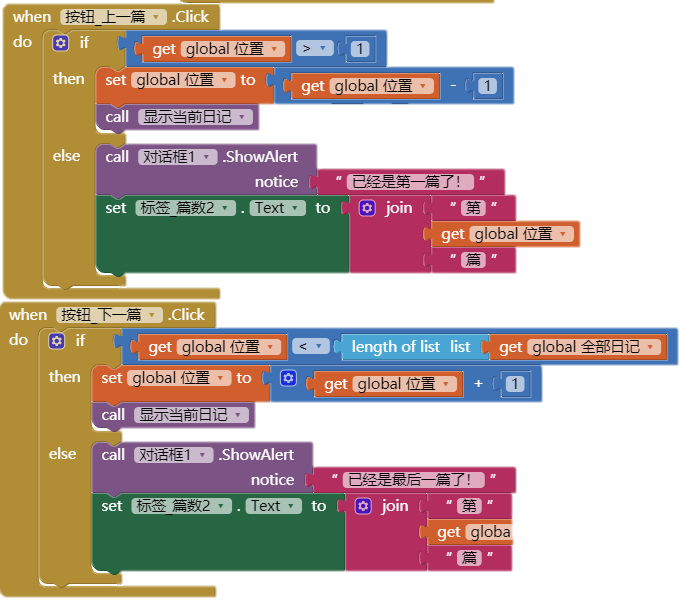 when 按钮_上一篇 .Click
do if get global 位置 > 1
then set global 位置 to get global 位置 - 1
call 显示当前日记
else call 对话框1 .ShowAlert
notice “ 已经是第一篇了！ ”
set 标签_篇数2 . Text to join “ 第 ”
get global 位置
“ 篇 ”
when 按钮_下一篇 .Click
do if get global 位置 < length of list list get global 全部日记
then set global 位置 to get global 位置 + 1
call 显示当前日记
else call 对话框1 .ShowAlert
notice “ 已经是最后一篇了！ ”
set 标签_篇数2 . Text to join “ 第 ”
get globa
“ 篇 ”